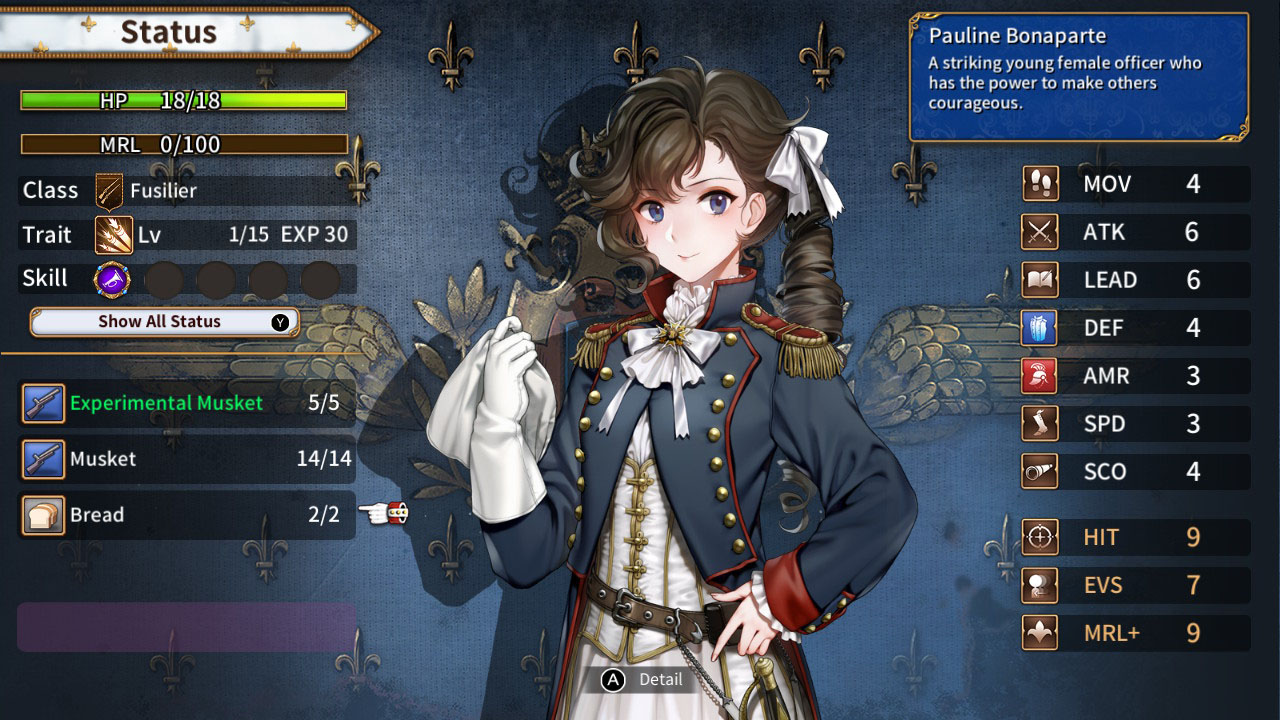 Status
HP 18/18
MRL 0/100
Class Fusilier
Trait Lv 1/15 EXP 30
Skill
Show All Status Y
Experimental Musket 5/5
Musket 14/14
Bread 2/2
Pauline Bonaparte
A striking young female officer who
has the power to make others
courageous.
MOV 4
ATK 6
LEAD 6
DEF 4
AMR 3
SPD 3
SCO 4
HIT 9
EVS 7
MRL+ 9
A Detail